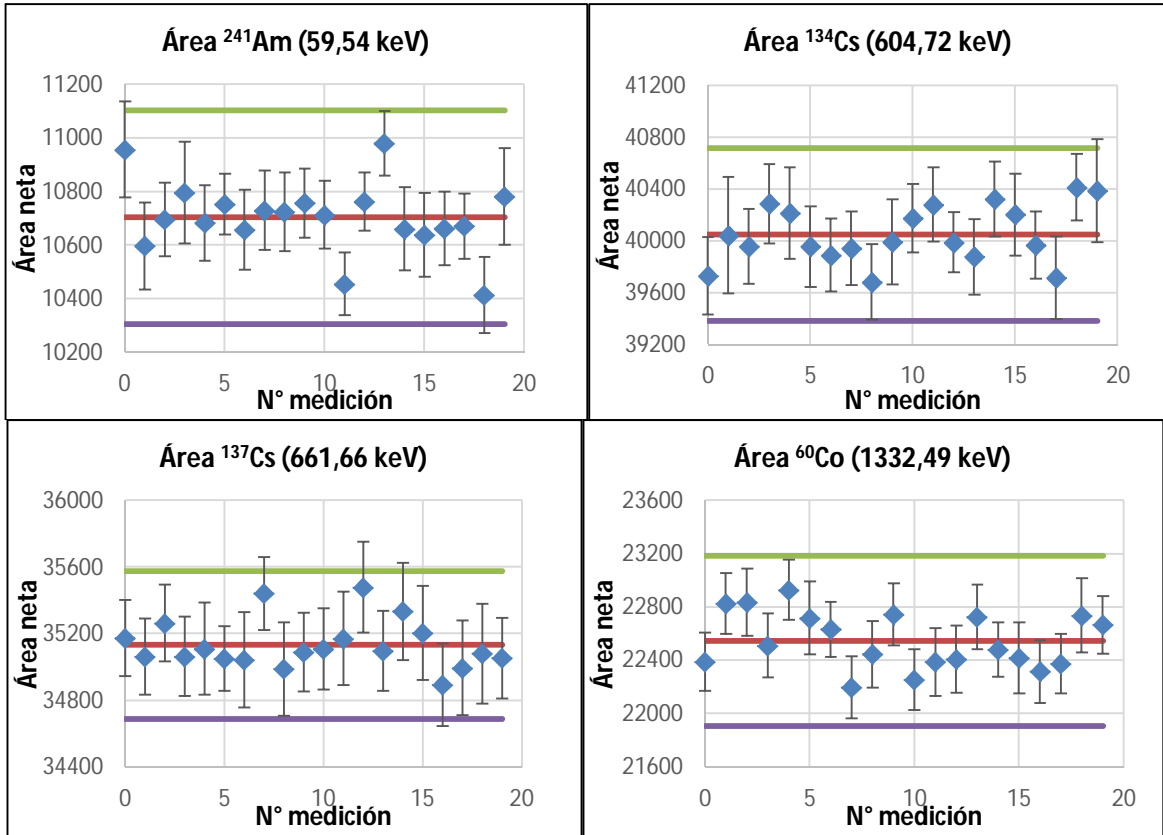 Área ²⁴¹Am (59,54 keV)
11200
11000
10800
10600
10400
10200
Área neta
0 5 10 15 20
N° medición
Área ¹³⁴Cs (604,72 keV)
41200
40800
40400
40000
39600
39200
Área neta
0 5 10 15 20
N° medición
Área ¹³⁷Cs (661,66 keV)
36000
35600
35200
34800
34400
Área neta
0 5 10 15 20
N° medición
Área ⁶⁰Co (1332,49 keV)
23600
23200
22800
22400
22000
21600
Área neta
0 5 10 15 20
N° medición